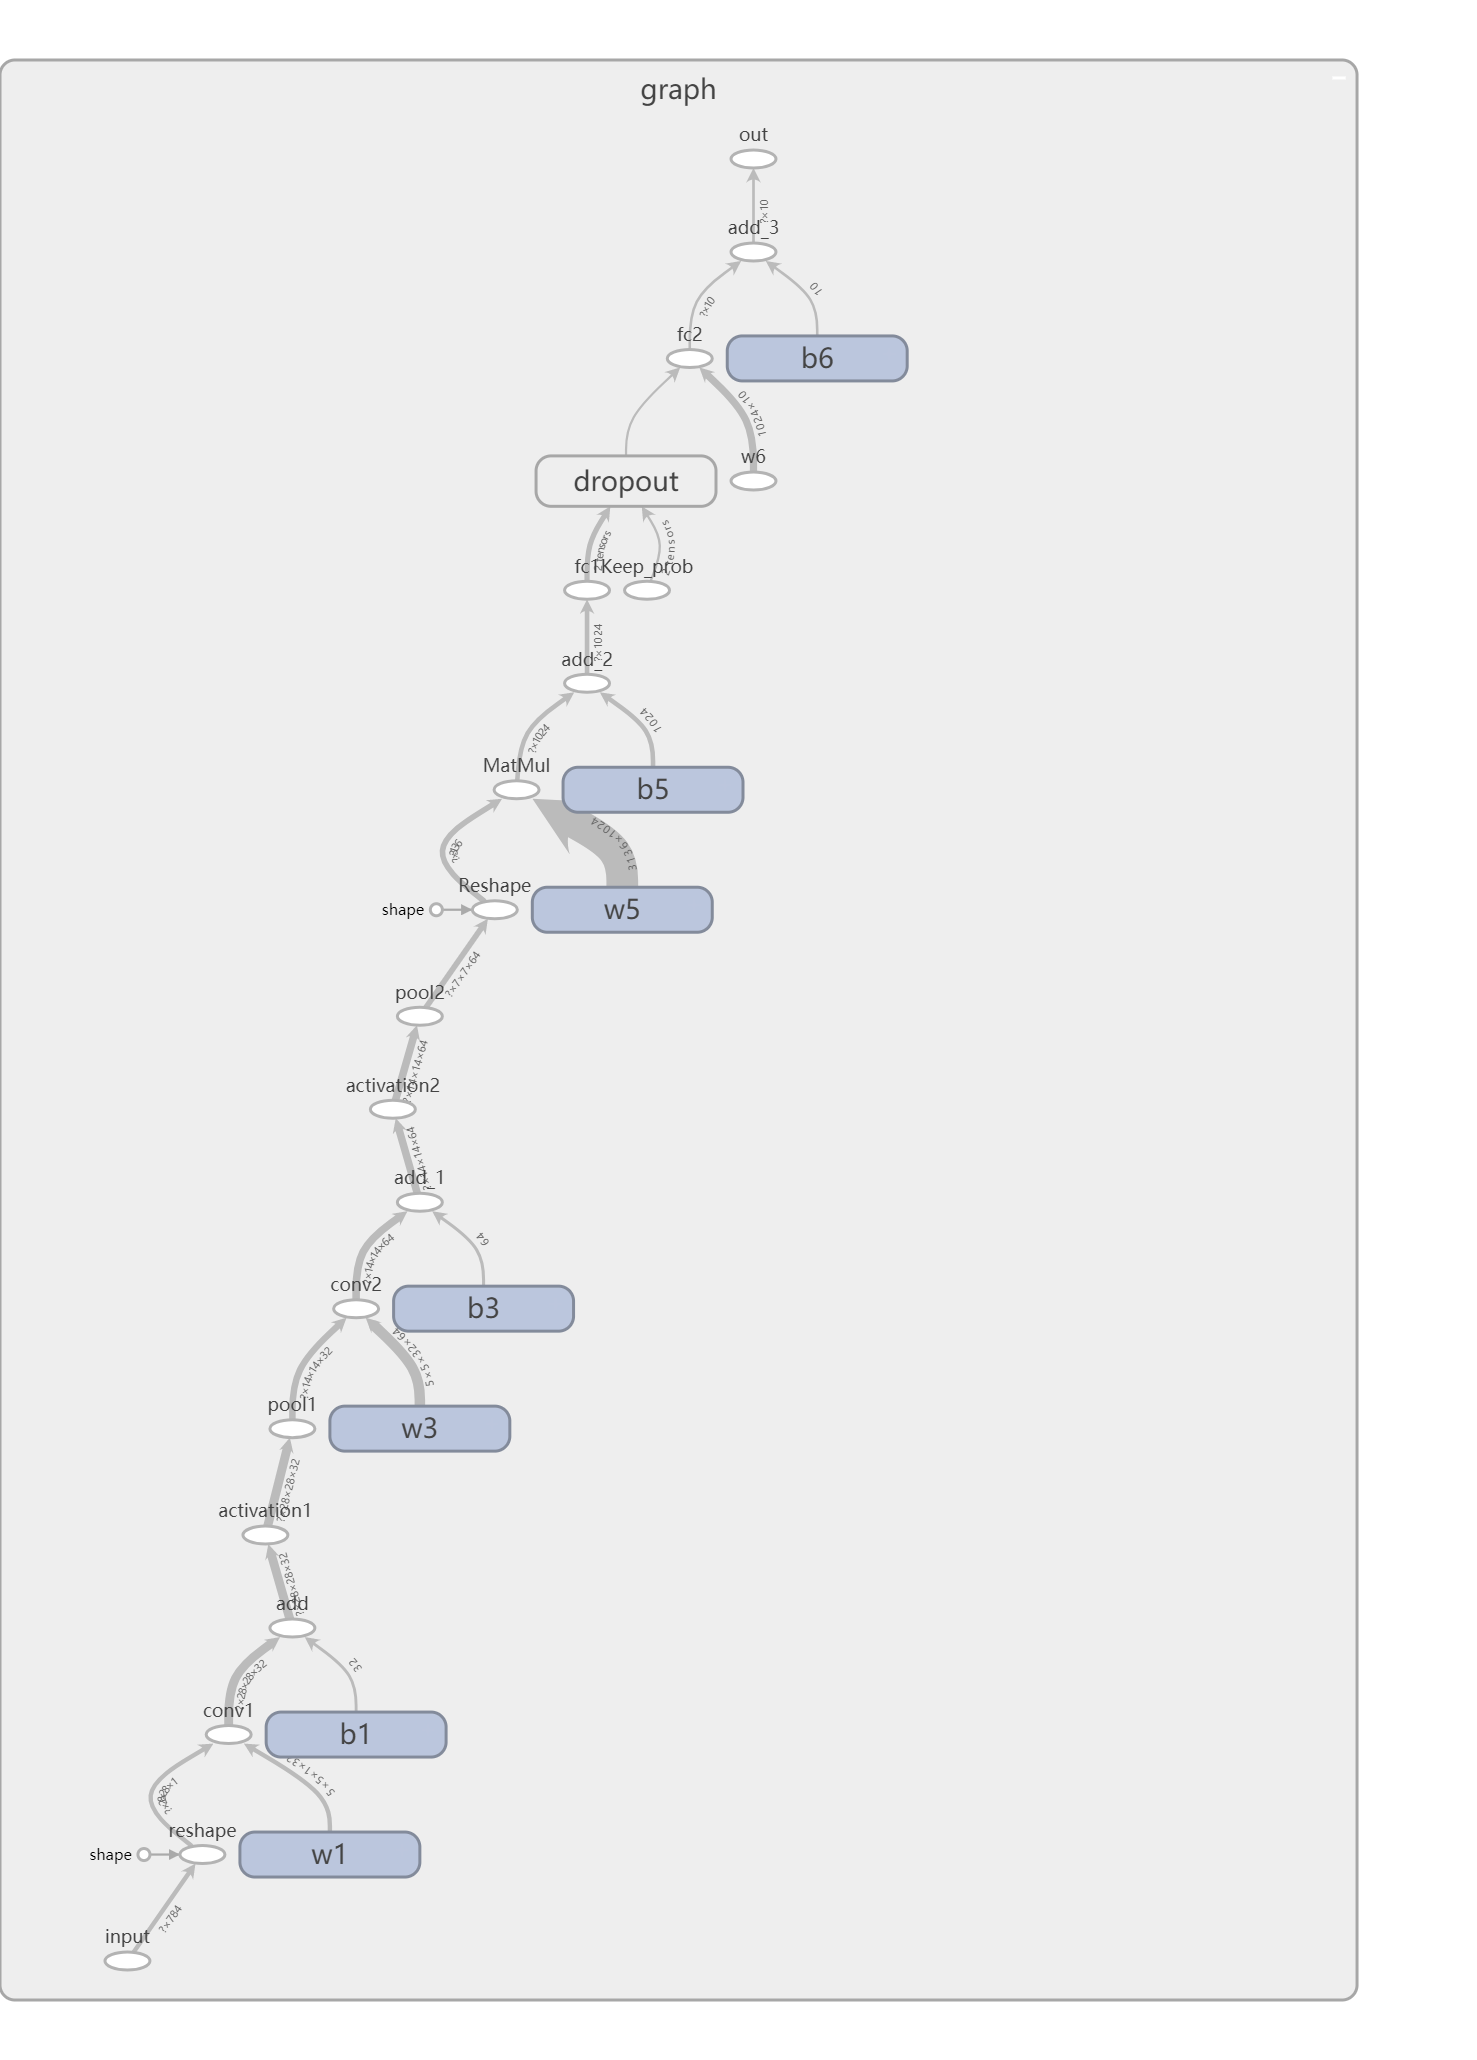 graph
out
?×10
add_3
?×10
10
fc2
b6
1024×10
w6
dropout
2 tensors
2 tensors
fc1
Keep_prob
?×1024
add_2
?×1024
1024
MatMul
b5
3136×1024
?×3136
Reshape
shape
w5
?×7×7×64
pool2
?×14×14×64
activation2
?×14×14×64
add_1
?×14×14×64
64
conv2
b3
?×14×14×32
5×5×32×64
pool1
w3
?×28×28×32
activation1
?×28×28×32
add
?×28×28×32
32
conv1
b1
?×28×28×1
5×5×1×32
reshape
shape
w1
?×784
input